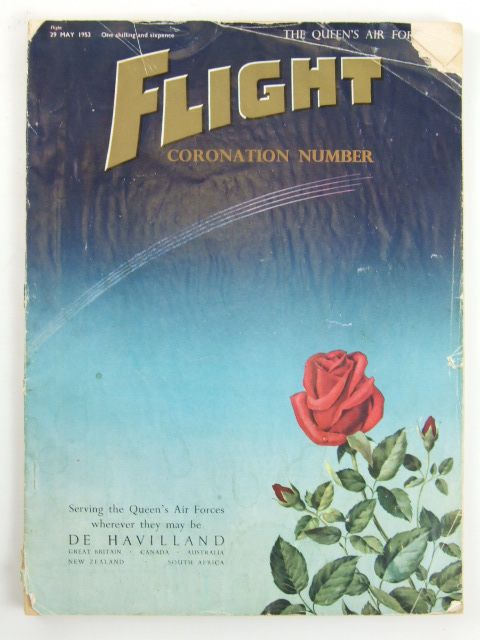 Flight
29 MAY 1953 One shilling and sixpence THE QUEEN'S AIR
FLIGHT
CORONATION NUMBER
Serving the Queen's Air Forces
wherever they may be
DE HAVILLAND
GREAT BRITAIN · CANADA · AUSTRALIA
NEW ZEALAND SOUTH AFRICA